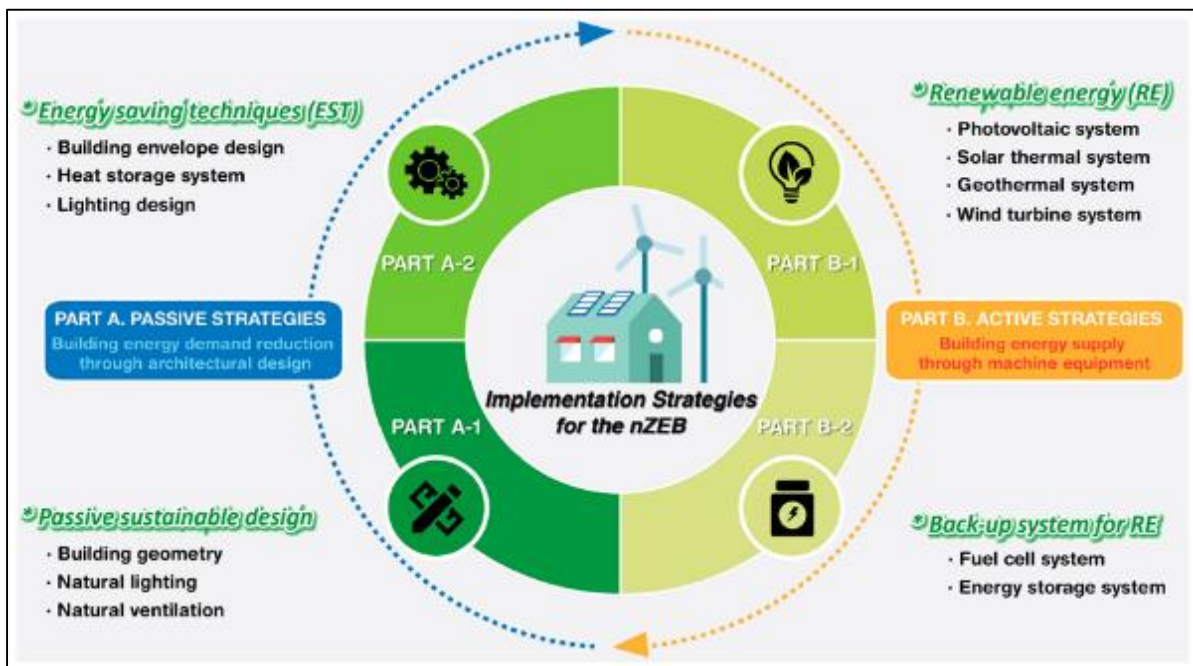 *Energy saving techniques (EST)
· Building envelope design
· Heat storage system
· Lighting design
PART A. PASSIVE STRATEGIES
Building energy demand reduction
through architectural design
*Passive sustainable design
· Building geometry
· Natural lighting
· Natural ventilation
PART A-2
PART A-1
Implementation Strategies
for the nZEB
PART B-1
PART B-2
*Renewable energy (RE)
· Photovoltaic system
· Solar thermal system
· Geothermal system
· Wind turbine system
PART B. ACTIVE STRATEGIES
Building energy supply
through machine equipment
*Back-up system for RE
· Fuel cell system
· Energy storage system